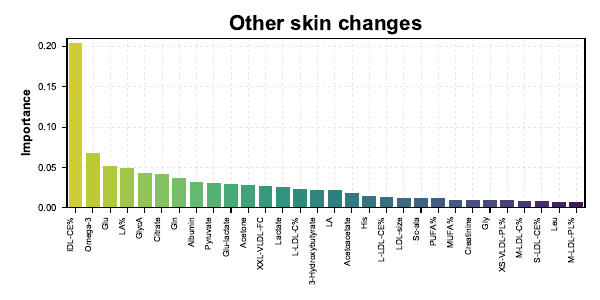 Other skin changes
Importance
0.20
0.15
0.10
0.05
0.00
IDL-CE%
Omega-3
Glu
LA%
GlycA
Citrate
Gln
Albumin
Pyruvate
Glu-lactate
Acetone
XXL-VLDL-FC
Lactate
L-LDL-C%
3-Hydroxybutyrate
LA
Acetoacetate
His
L-LDL-CE%
LDL-size
Sc-ala
PUFA%
MUFA%
Creatinine
Gly
XS-VLDL-PL%
M-LDL-C%
S-LDL-CE%
Leu
M-LDL-PL%